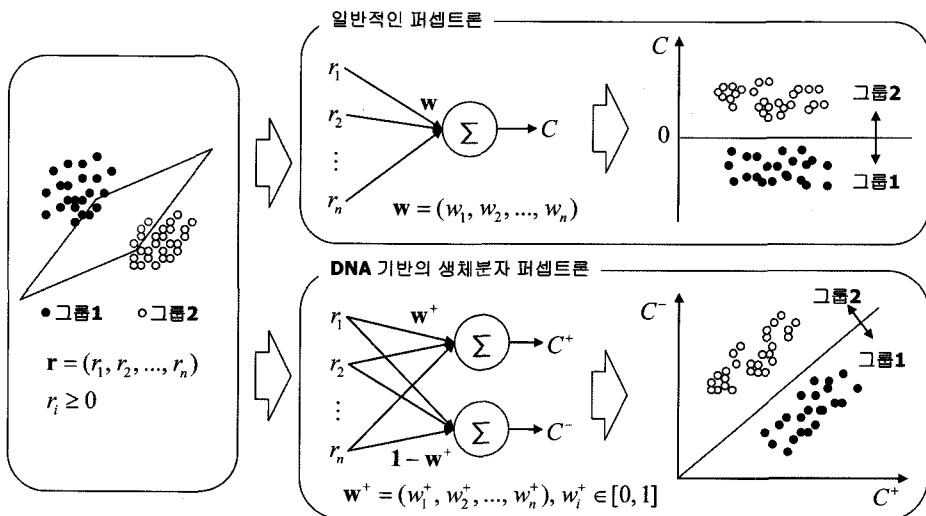 ●그룹1 ○그룹2
r = (r₁, r₂, ..., rₙ)
rᵢ ≥ 0
일반적인 퍼셉트론
r₁
r₂
⋮
rₙ
w
Σ
C
w = (w₁, w₂, ..., wₙ)
C
0
그룹2
그룹1
DNA 기반의 생체분자 퍼셉트론
r₁
r₂
⋮
rₙ
w⁺
1 − w⁺
Σ
C⁺
Σ
C⁻
w⁺ = (w₁⁺, w₂⁺, ..., wₙ⁺), wᵢ⁺ ∈ [0, 1]
C⁻
그룹2
그룹1
C⁺